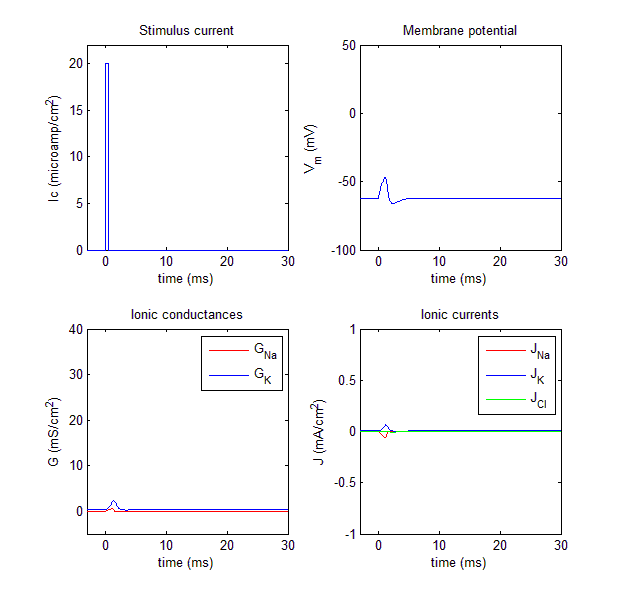 Stimulus current
Ic (microamp/cm²)
20
15
10
5
0
0 10 20 30
time (ms)
Membrane potential
Vm (mV)
50
0
-50
-100
0 10 20 30
time (ms)
Ionic conductances
G (mS/cm²)
40
30
20
10
0
GNa
GK
0 10 20 30
time (ms)
Ionic currents
J (mA/cm²)
1
0.5
0
-0.5
-1
JNa
JK
JCl
0 10 20 30
time (ms)